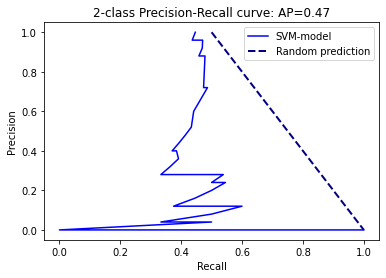 2-class Precision-Recall curve: AP=0.47
SVM-model
Random prediction
Precision
1.0
0.8
0.6
0.4
0.2
0.0
0.0 0.2 0.4 0.6 0.8 1.0
Recall